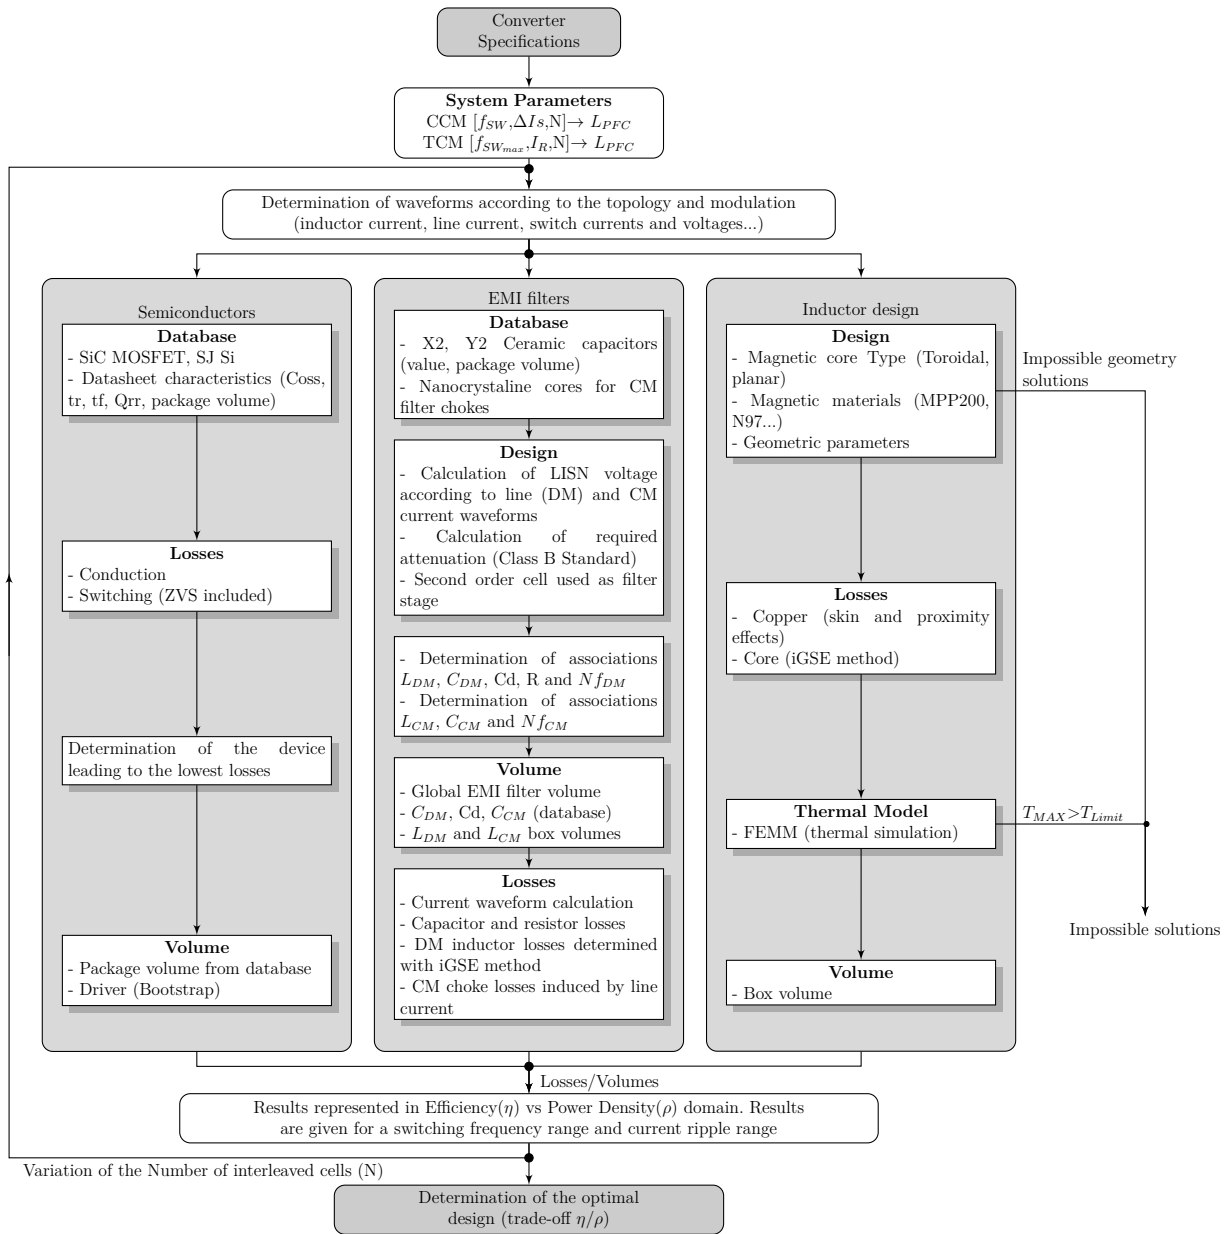 Converter
Specifications
System Parameters
CCM [f_SW,ΔIs,N]→ L_PFC
TCM [f_SW_max,I_R,N]→ L_PFC
Determination of waveforms according to the topology and modulation
(inductor current, line current, switch currents and voltages...)
Semiconductors
Database
- SiC MOSFET, SJ Si
- Datasheet characteristics (Coss,
tr, tf, Qrr, package volume)
Losses
- Conduction
- Switching (ZVS included)
Determination of the device
leading to the lowest losses
Volume
- Package volume from database
- Driver (Bootstrap)
EMI filters
Database
- X2, Y2 Ceramic capacitors
(value, package volume)
- Nanocrystaline cores for CM
filter chokes
Design
- Calculation of LISN voltage
according to line (DM) and CM
current waveforms
- Calculation of required
attenuation (Class B Standard)
- Second order cell used as filter
stage
- Determination of associations
L_DM, C_DM, Cd, R and Nf_DM
- Determination of associations
L_CM, C_CM and Nf_CM
Volume
- Global EMI filter volume
- C_DM, Cd, C_CM (database)
- L_DM and L_CM box volumes
Losses
- Current waveform calculation
- Capacitor and resistor losses
- DM inductor losses determined
with iGSE method
- CM choke losses induced by line
current
Inductor design
Design
- Magnetic core Type (Toroidal,
planar)
- Magnetic materials (MPP200,
N97...)
- Geometric parameters
Losses
- Copper (skin and proximity
effects)
- Core (iGSE method)
Thermal Model
- FEMM (thermal simulation)
Volume
- Box volume
Impossible geometry
solutions
T_MAX>T_Limit
Impossible solutions
Losses/Volumes
Results represented in Efficiency(η) vs Power Density(ρ) domain. Results
are given for a switching frequency range and current ripple range
Variation of the Number of interleaved cells (N)
Determination of the optimal
design (trade-off η/ρ)